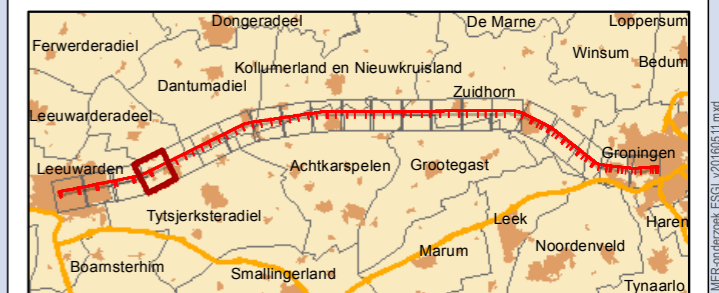 Dongeradeel
De Marne
Loppersum
Ferwerderadiel
Winsum
Bedum
Kollumerland en Nieuwkruisland
Dantumadiel
Zuidhorn
Leeuwarderadeel
Groningen
Leeuwarden
Achtkarspelen
Grootegast
Tytsjerksteradiel
Leek
Haren
Noordenveld
Marum
Boarnsterhim
Smallingerland
Tynaarlo
MER-onderzoek ESGL v20160511.mxd